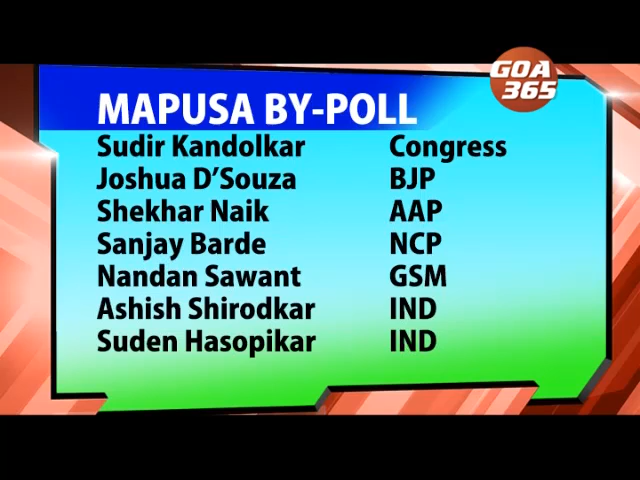 GOA
365
MAPUSA BY-POLL
Sudir Kandolkar Congress
Joshua D'Souza BJP
Shekhar Naik AAP
Sanjay Barde NCP
Nandan Sawant GSM
Ashish Shirodkar IND
Suden Hasopikar IND